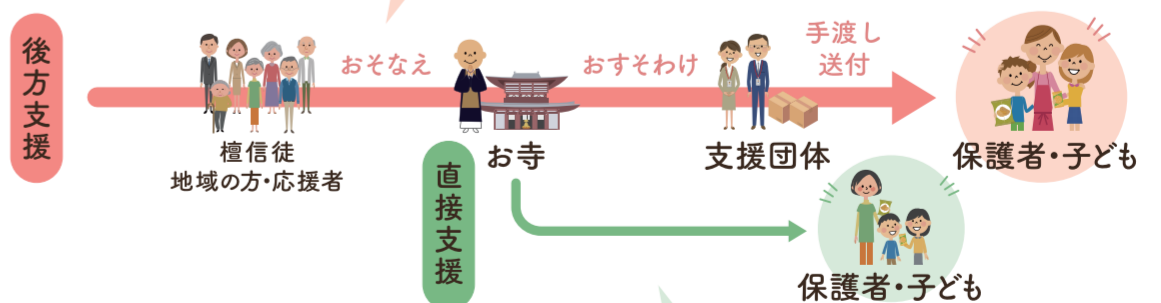 後方支援
檀信徒
地域の方・応援者
おそなえ
お寺
おすそわけ
支援団体
手渡し
送付
保護者・子ども
直接支援
保護者・子ども